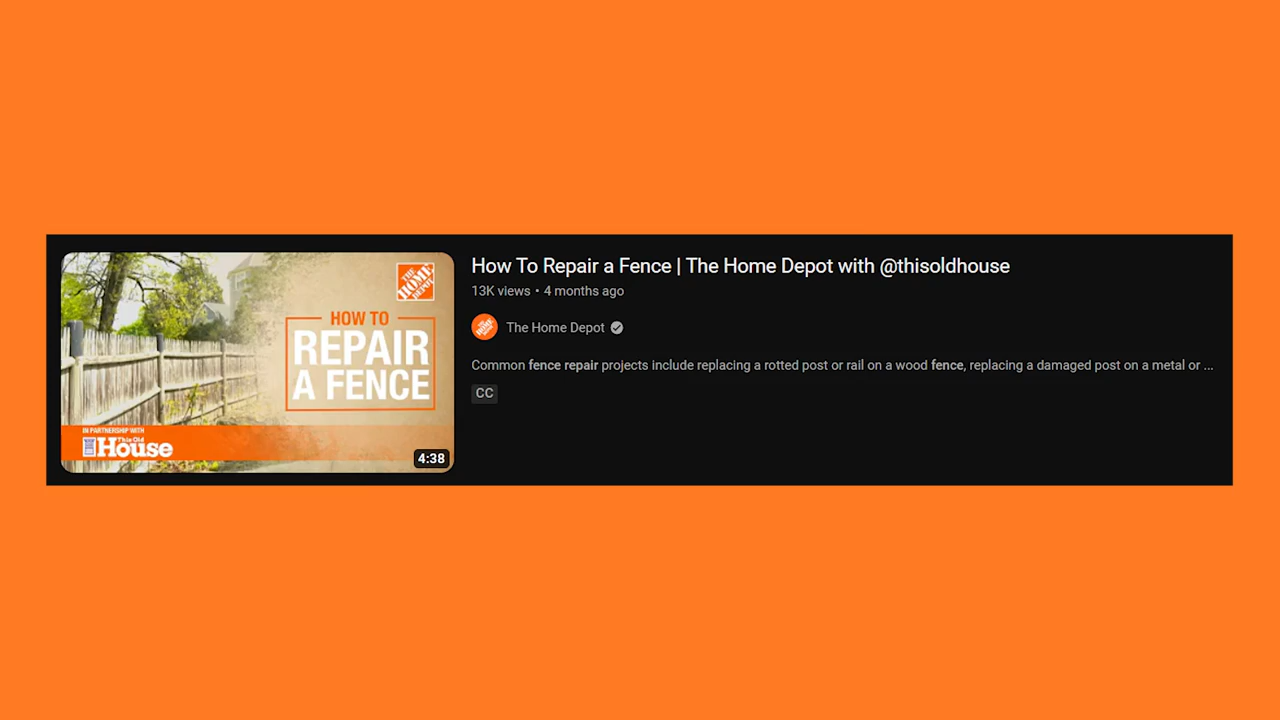 THE HOME DEPOT
HOW TO
REPAIR
A FENCE
IN PARTNERSHIP WITH
This Old
House
4:38
How To Repair a Fence | The Home Depot with @thisoldhouse
13K views • 4 months ago
The Home Depot
Common fence repair projects include replacing a rotted post or rail on a wood fence, replacing a damaged post on a metal or ...
CC